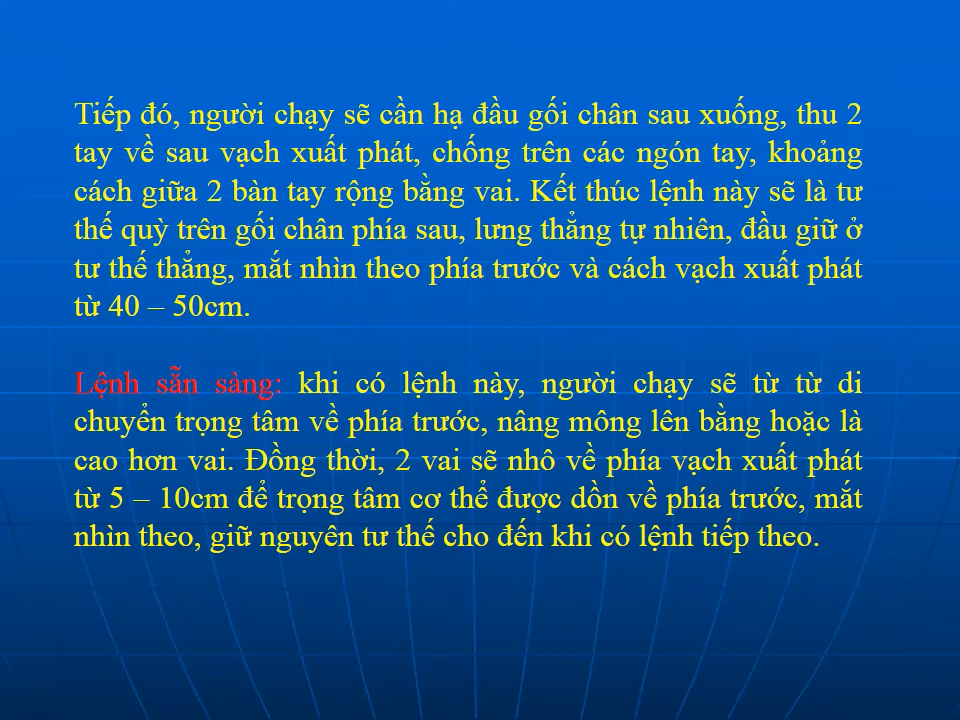 Tiếp đó, người chạy sẽ cần hạ đầu gối chân sau xuống, thu 2
tay về sau vạch xuất phát, chống trên các ngón tay, khoảng
cách giữa 2 bàn tay rộng bằng vai. Kết thúc lệnh này sẽ là tư
thế quỳ trên gối chân phía sau, lưng thẳng tự nhiên, đầu giữ ở
tư thế thẳng, mắt nhìn theo phía trước và cách vạch xuất phát
từ 40 – 50cm.
Lệnh sẵn sàng: khi có lệnh này, người chạy sẽ từ từ di
chuyển trọng tâm về phía trước, nâng mông lên bằng hoặc là
cao hơn vai. Đồng thời, 2 vai sẽ nhô về phía vạch xuất phát
từ 5 – 10cm để trọng tâm cơ thể được dồn về phía trước, mắt
nhìn theo, giữ nguyên tư thế cho đến khi có lệnh tiếp theo.